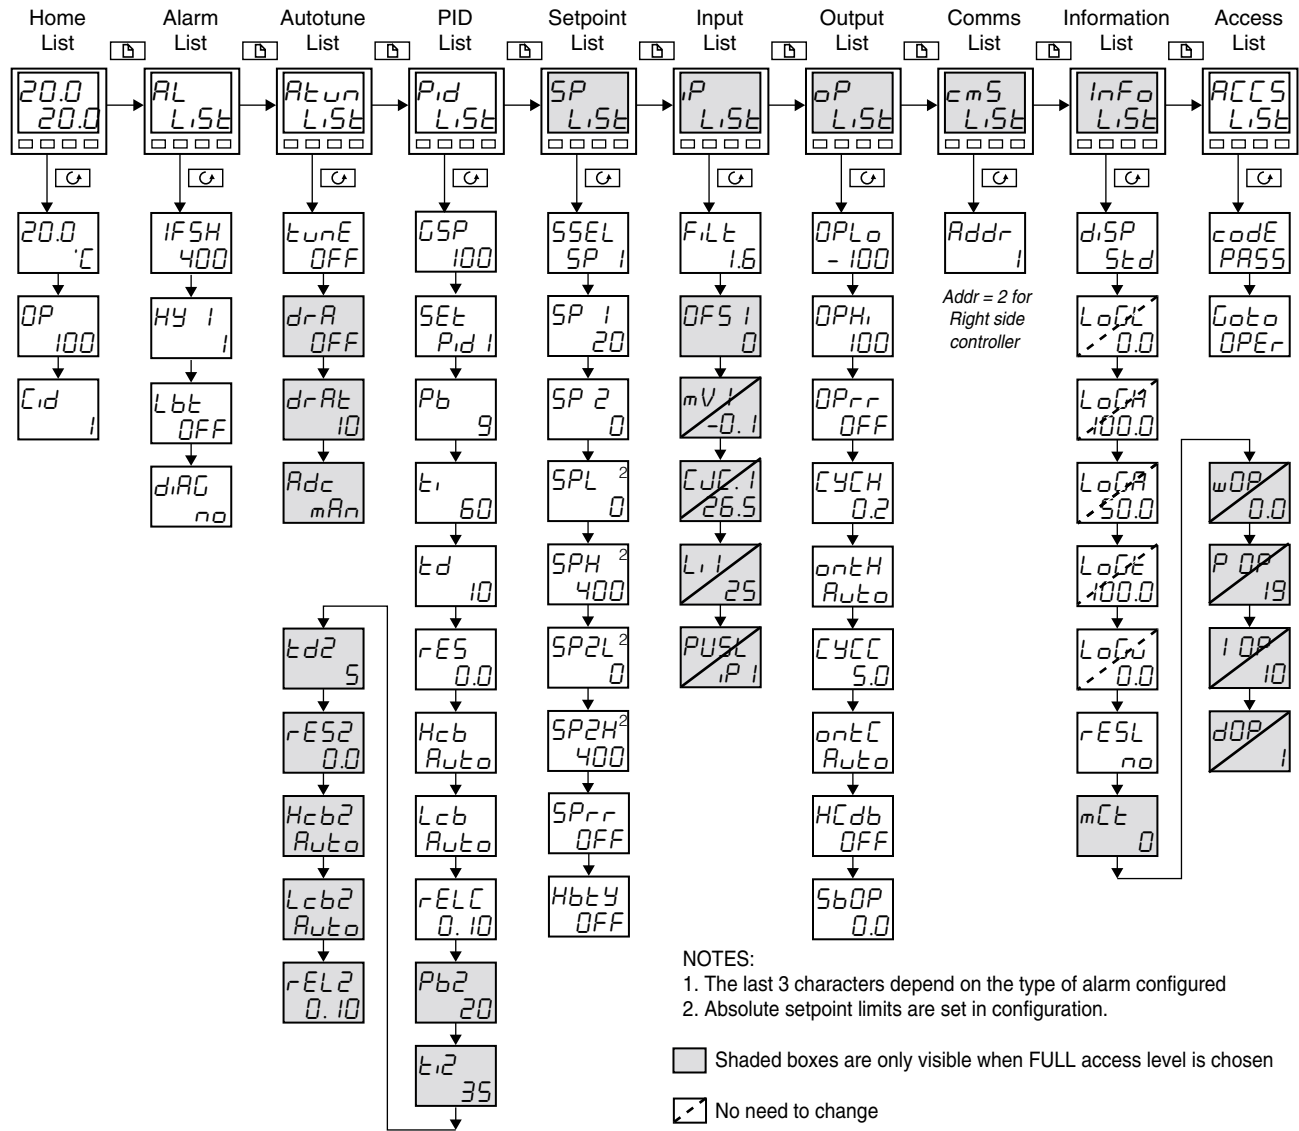 Home List
Alarm List
Autotune List
PID List
Setpoint List
Input List
Output List
Comms List
Information List
Access List
20.0
20.0
AL
LiSt
Atun
LiSt
Pid
LiSt
SP
LiSt
iP
LiSt
oP
LiSt
cmS
LiSt
InFo
LiSt
ACCS
LiSt
20.0
°C
OP
100
Cid
1
1FSH
400
HY 1
1
Lbt
OFF
diAG
no
tunE
OFF
drA
OFF
drAt
10
Adc
mAn
GSP
100
SEt
Pid1
Pb
9
ti
60
td
10
rES
0.0
Hcb
Auto
Lcb
Auto
rELC
0.10
Pb2
20
ti2
35
td2
5
rES2
0.0
Hcb2
Auto
Lcb2
Auto
rEL2
0.10
SSEL
SP 1
SP 1
20
SP 2
0
SPL 2
0
SPH 2
400
SP2L 2
0
SP2H 2
400
SPrr
OFF
HbtY
OFF
FiLt
1.6
OFS1
0
mV1
-0.1
CJC.1
26.5
Li1
25
PUSL
iP1
OPLo
-100
OPHi
100
OPrr
OFF
CYCH
0.2
ontH
Auto
CYCC
5.0
ontC
Auto
HCdb
OFF
SbOP
0.0
Addr
1
Addr = 2 for
Right side
controller
diSP
Std
LoGL
0.0
LoGH
100.0
LoGA
50.0
LoGt
100.0
LoGu
0.0
rESL
no
mCt
0
codE
PASS
Goto
OPEr
wOP
0.0
P OP
19
I OP
10
dOP
1
NOTES:
1. The last 3 characters depend on the type of alarm configured
2. Absolute setpoint limits are set in configuration.
Shaded boxes are only visible when FULL access level is chosen
No need to change